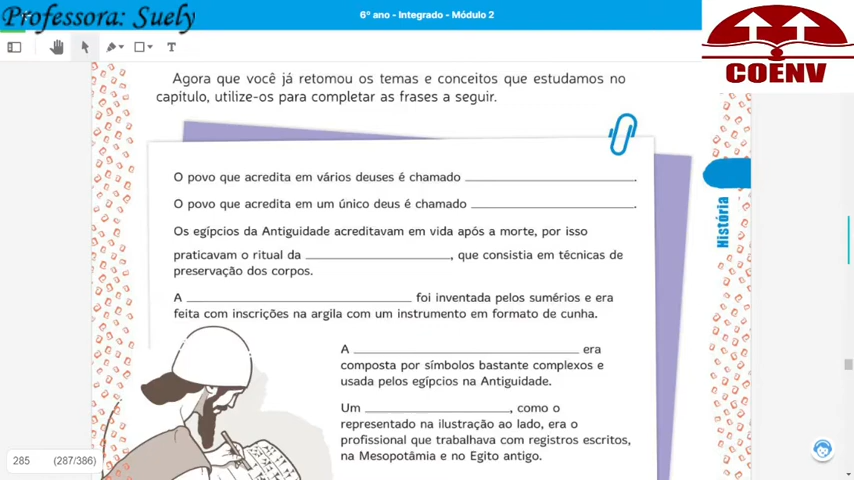 Professora: Suely
6º ano - Integrado - Módulo 2
COENV
Agora que você já retomou os temas e conceitos que estudamos no
capítulo, utilize-os para completar as frases a seguir.
História
O povo que acredita em vários deuses é chamado ____________________.
O povo que acredita em um único deus é chamado ____________________.
Os egípcios da Antiguidade acreditavam em vida após a morte, por isso
praticavam o ritual da ____________________, que consistia em técnicas de
preservação dos corpos.
A ____________________ foi inventada pelos sumérios e era
feita com inscrições na argila com um instrumento em formato de cunha.
A ____________________ era
composta por símbolos bastante complexos e
usada pelos egípcios na Antiguidade.
Um ____________________, como o
representado na ilustração ao lado, era o
profissional que trabalhava com registros escritos,
na Mesopotâmia e no Egito antigo.
285 (287/386)